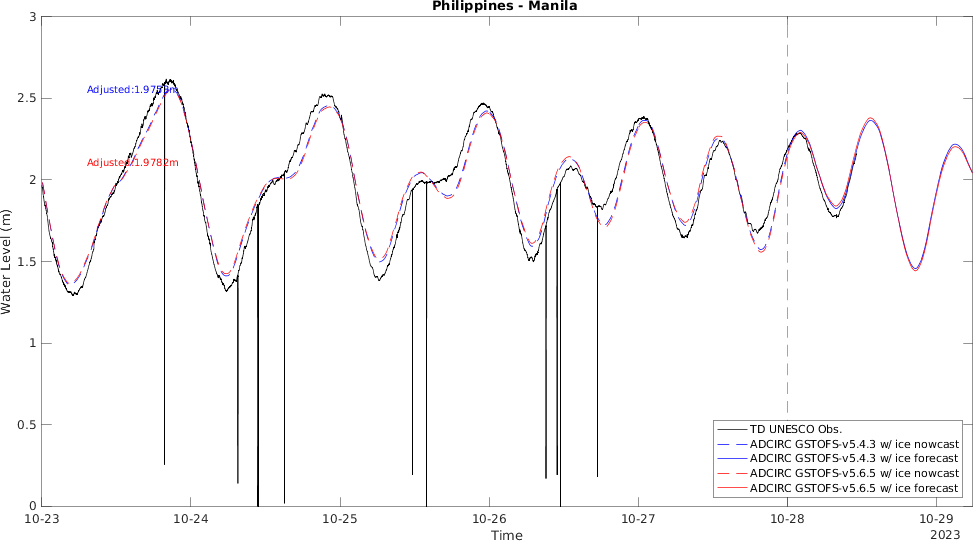 Philippines - Manila
3
2.5
2
1.5
1
0.5
0
Water Level (m)
Adjusted:1.9782m
TD UNESCO Obs.
ADCIRC GSTOFS-v5.4.3 w/ ice nowcast
ADCIRC GSTOFS-v5.4.3 w/ ice forecast
ADCIRC GSTOFS-v5.6.5 w/ ice nowcast
ADCIRC GSTOFS-v5.6.5 w/ ice forecast
10-23
10-24
10-25
10-26
10-27
10-28
10-29
Time
2023